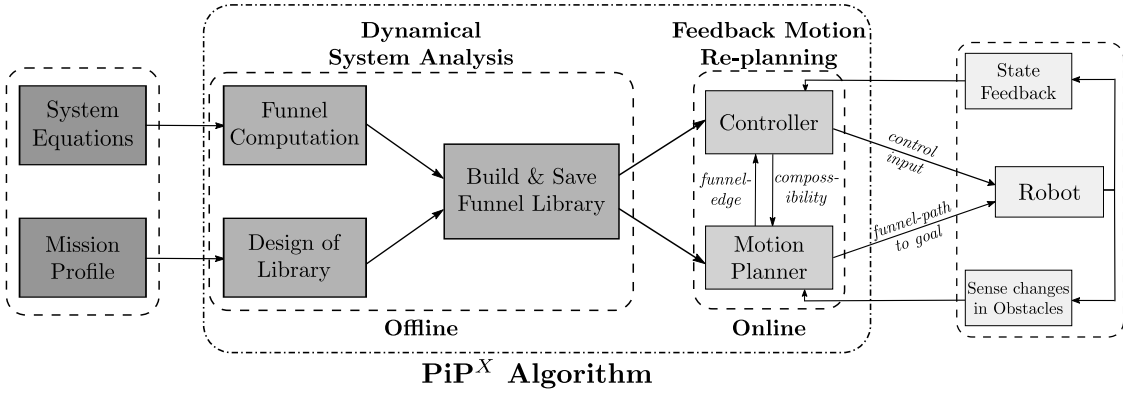 Dynamical
System Analysis
Feedback Motion
Re-planning
System
Equations
Mission
Profile
Funnel
Computation
Design of
Library
Build & Save
Funnel Library
Offline
Controller
funnel-
edge
composs-
ibility
Motion
Planner
Online
control
input
funnel-path
to goal
State
Feedback
Robot
Sense changes
in Obstacles
PiP^X Algorithm